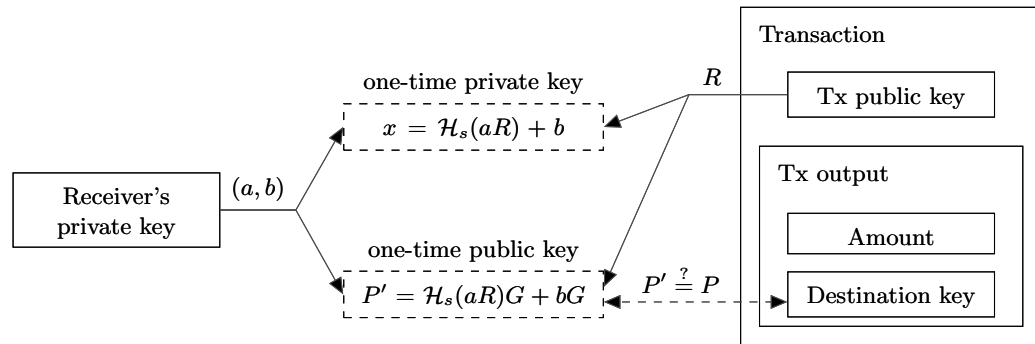 Transaction
R
Tx public key
one-time private key
x = ℋₛ(aR) + b
Tx output
Receiver's
private key
(a, b)
Amount
one-time public key
P′ = ℋₛ(aR)G + bG
P′ ≟ P
Destination key